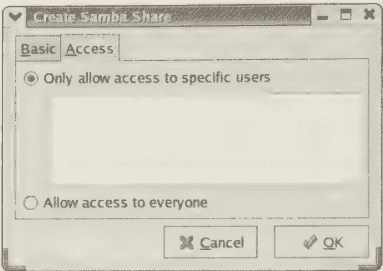 Create Samba Share
Basic Access
Only allow access to specific users
Allow access to everyone
Cancel OK